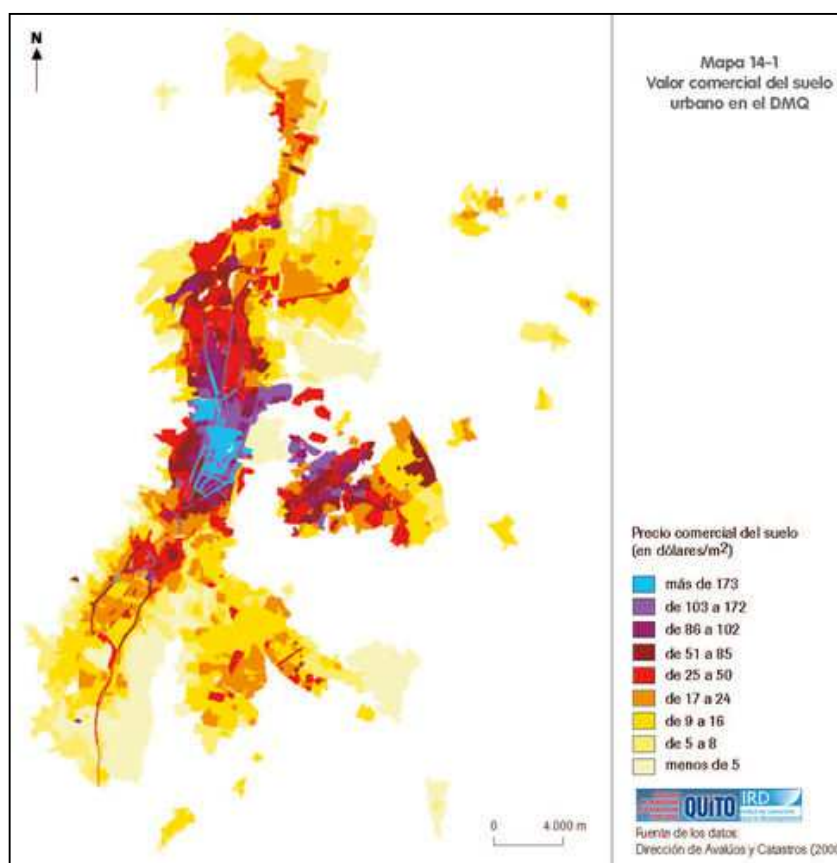 N
Mapa 14-1
Valor comercial del suelo
urbano en el DMQ
Precio comercial del suelo
(en dólares/m2)
más de 173
de 103 a 172
de 86 a 102
de 51 a 85
de 25 a 50
de 17 a 24
de 9 a 16
de 5 a 8
menos de 5
QUITO
IRD
Fuente de los datos:
Dirección de Avalúos y Catastros
0 4.000 m